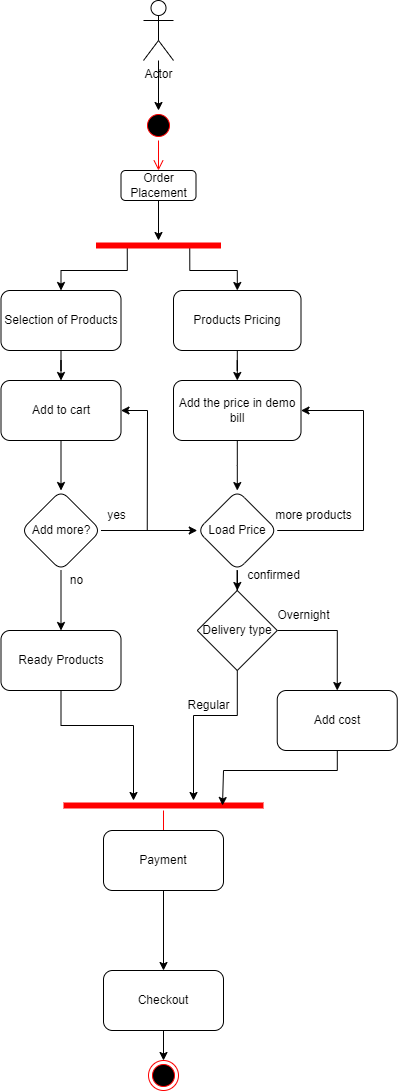 Actor
Order
Placement
Selection of Products
Products Pricing
Add to cart
Add the price in demo
bill
yes
more products
Add more?
Load Price
no
confirmed
Overnight
Delivery type
Ready Products
Regular
Add cost
Payment
Checkout